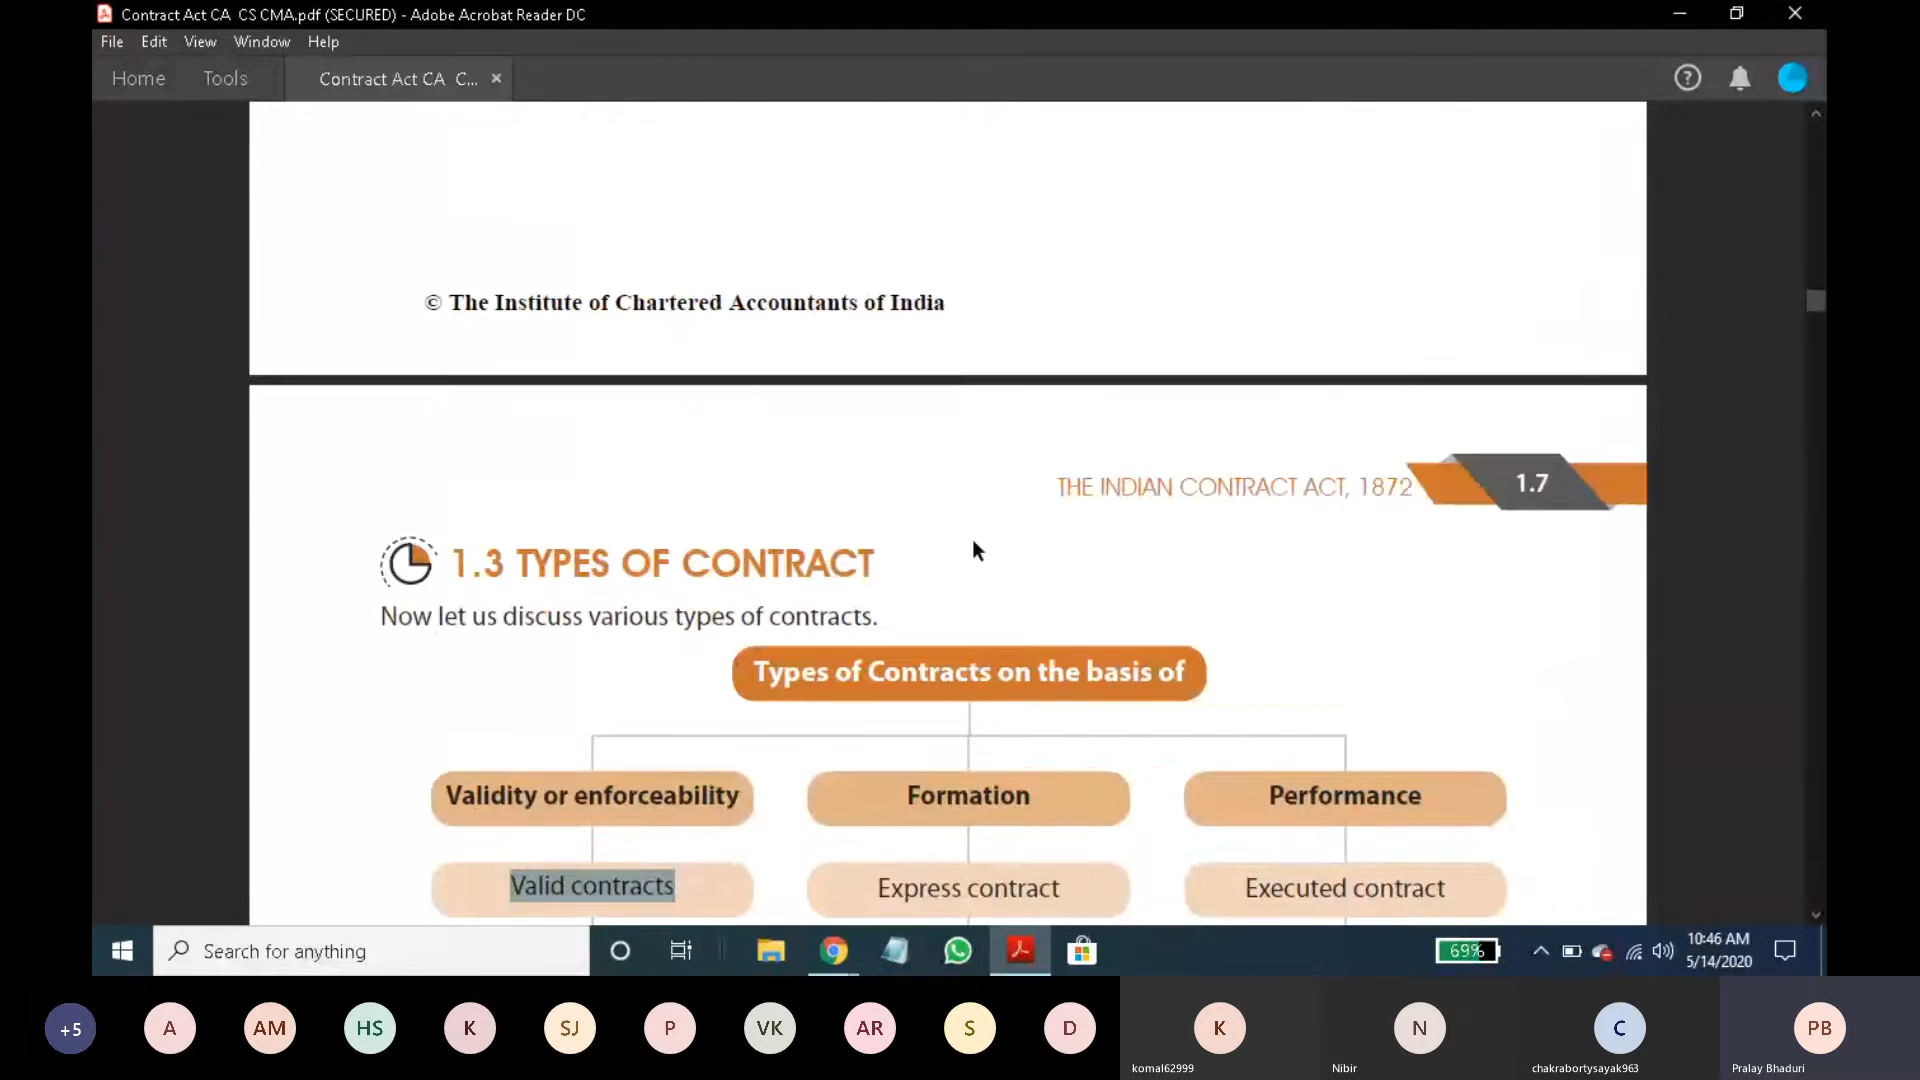 Contract Act CA CS CMA.pdf (SECURED) - Adobe Acrobat Reader DC
File Edit View Window Help
Home Tools Contract Act CA C... ×
© The Institute of Chartered Accountants of India
THE INDIAN CONTRACT ACT, 1872 1.7
1.3 TYPES OF CONTRACT
Now let us discuss various types of contracts.
Types of Contracts on the basis of
Validity or enforceability Formation Performance
Valid contracts Express contract Executed contract
Search for anything
69%
10:46 AM
5/14/2020
+5 A AM HS K SJ P VK AR S D K N C PB
komal62999 Nibir chakrabortysayak963 Pralay Bhaduri